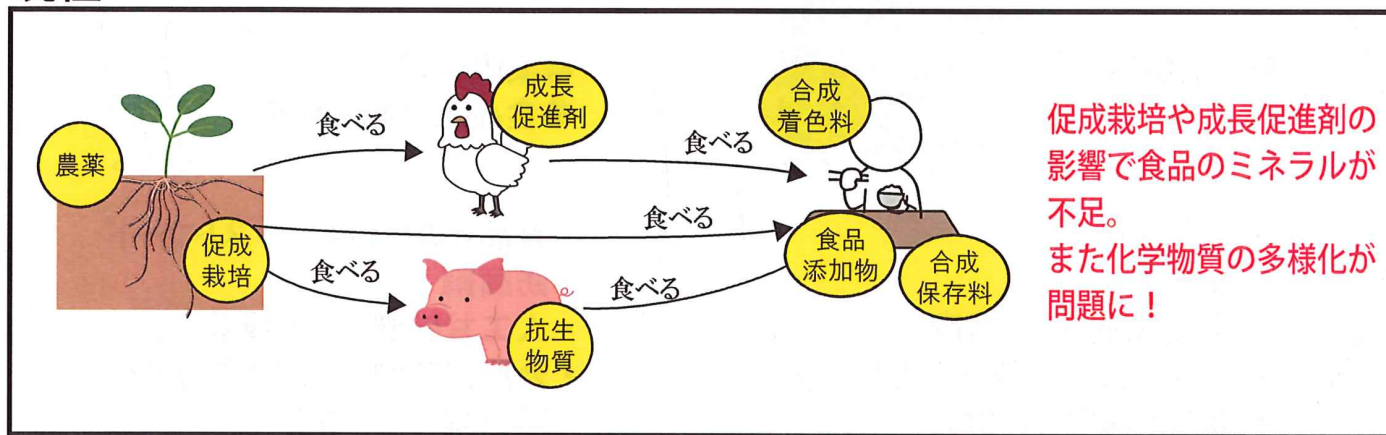 農薬
促成
栽培
食べる
成長
促進剤
食べる
合成
着色料
食べる
食べる
抗生
物質
食べる
食品
添加物
合成
保存料
促成栽培や成長促進剤の
影響で食品のミネラルが
不足。
また化学物質の多様化が
問題に！